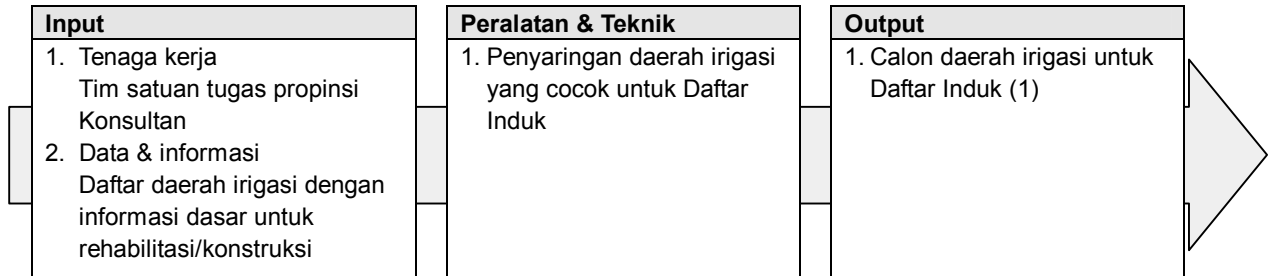 Input
1. Tenaga kerja
Tim satuan tugas propinsi
Konsultan
2. Data & informasi
Daftar daerah irigasi dengan
informasi dasar untuk
rehabilitasi/konstruksi
Peralatan & Teknik
1. Penyaringan daerah irigasi
yang cocok untuk Daftar
Induk
Output
1. Calon daerah irigasi untuk
Daftar Induk (1)